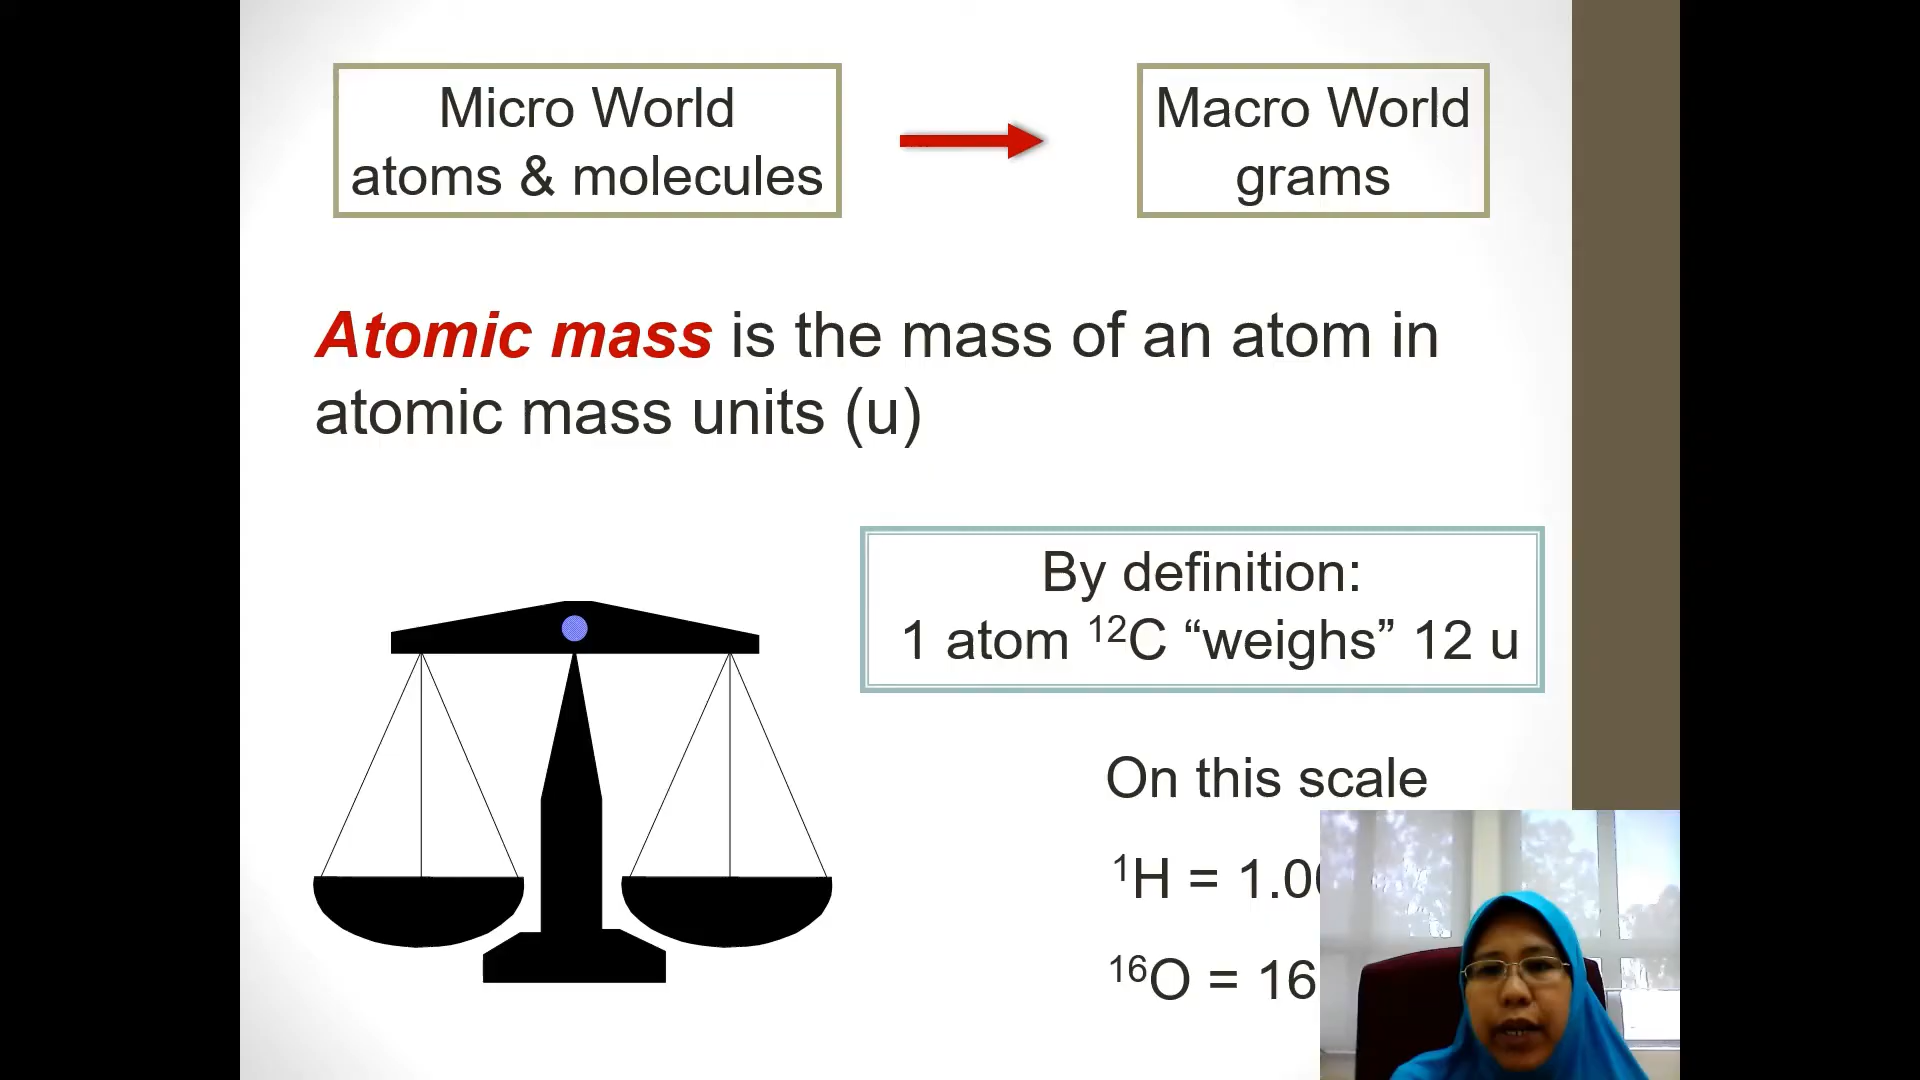 Micro World
atoms & molecules
Macro World
grams
Atomic mass is the mass of an atom in
atomic mass units (u)
By definition:
1 atom ¹²C “weighs” 12 u
On this scale
¹H = 1.0
¹⁶O = 16